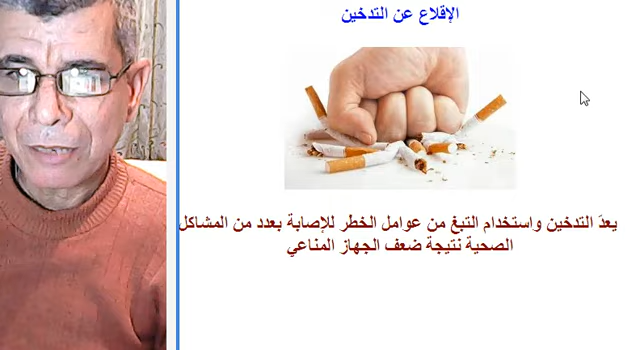 الإقلاع عن التدخين
يعدّ التدخين واستخدام التبغ من عوامل الخطر للإصابة بعدد من المشاكل
الصحية نتيجة ضعف الجهاز المناعي